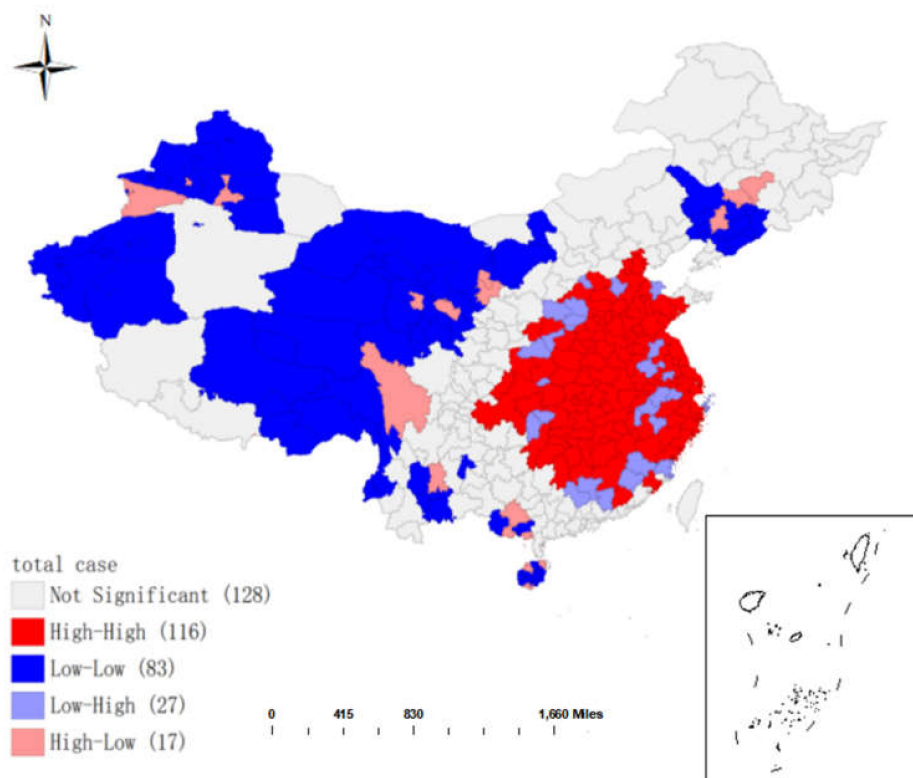 N
total case
Not Significant (128)
High-High (116)
Low-Low (83)
Low-High (27)
High-Low (17)
0 415 830 1,660 Miles